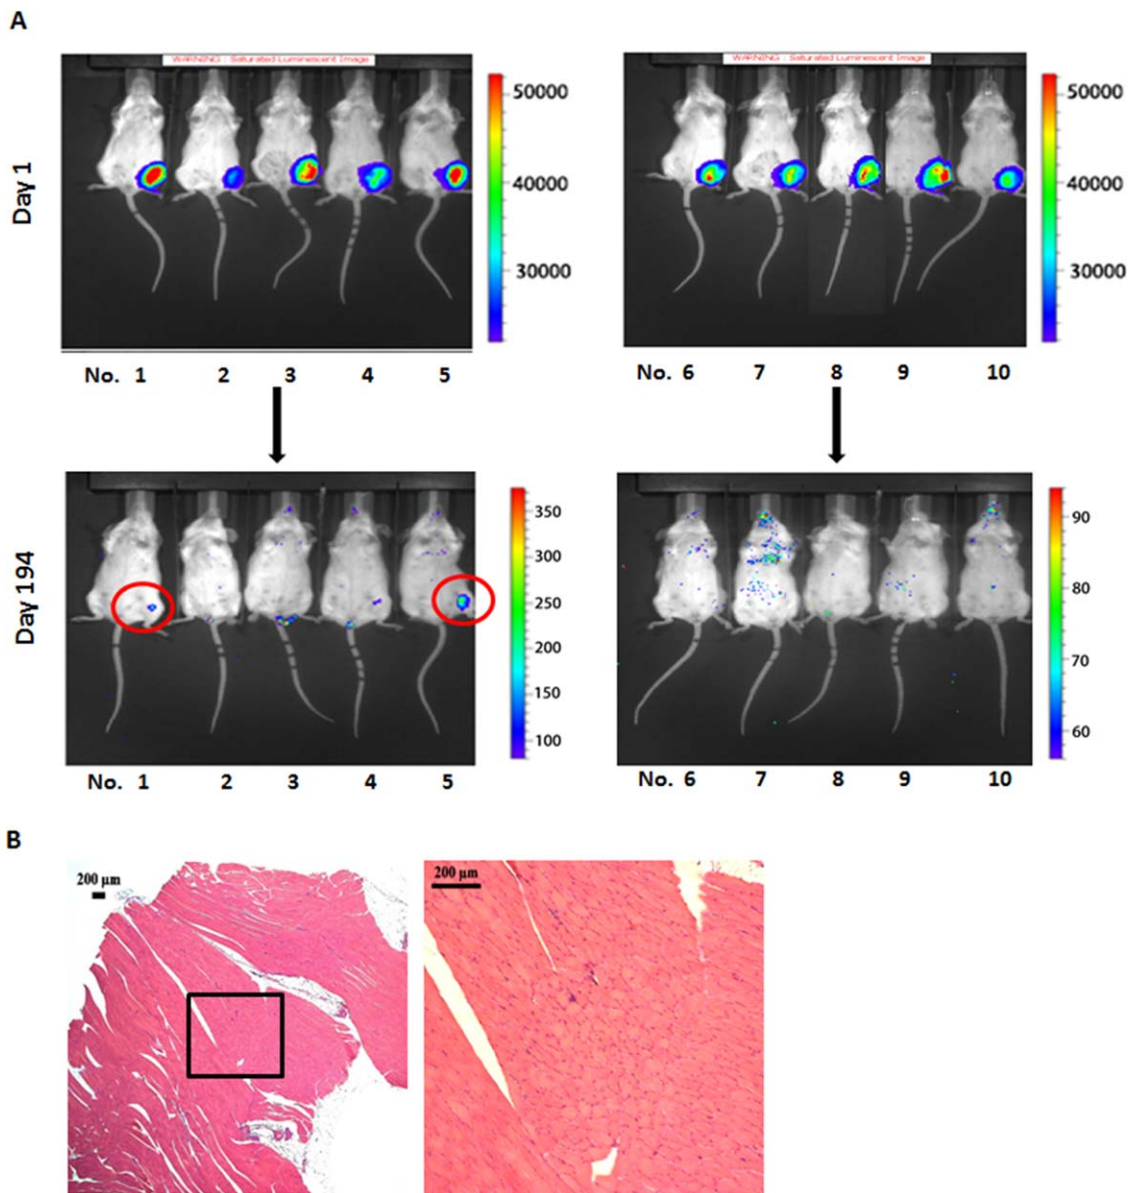 A
WARNING : Saturated Luminescent Image
WARNING : Saturated Luminescent Image
Day 1
50000
40000
30000
50000
40000
30000
No. 1 2 3 4 5
No. 6 7 8 9 10
Day 194
350
300
250
200
150
100
90
80
70
60
No. 1 2 3 4 5
No. 6 7 8 9 10
B
200 µm
200 µm